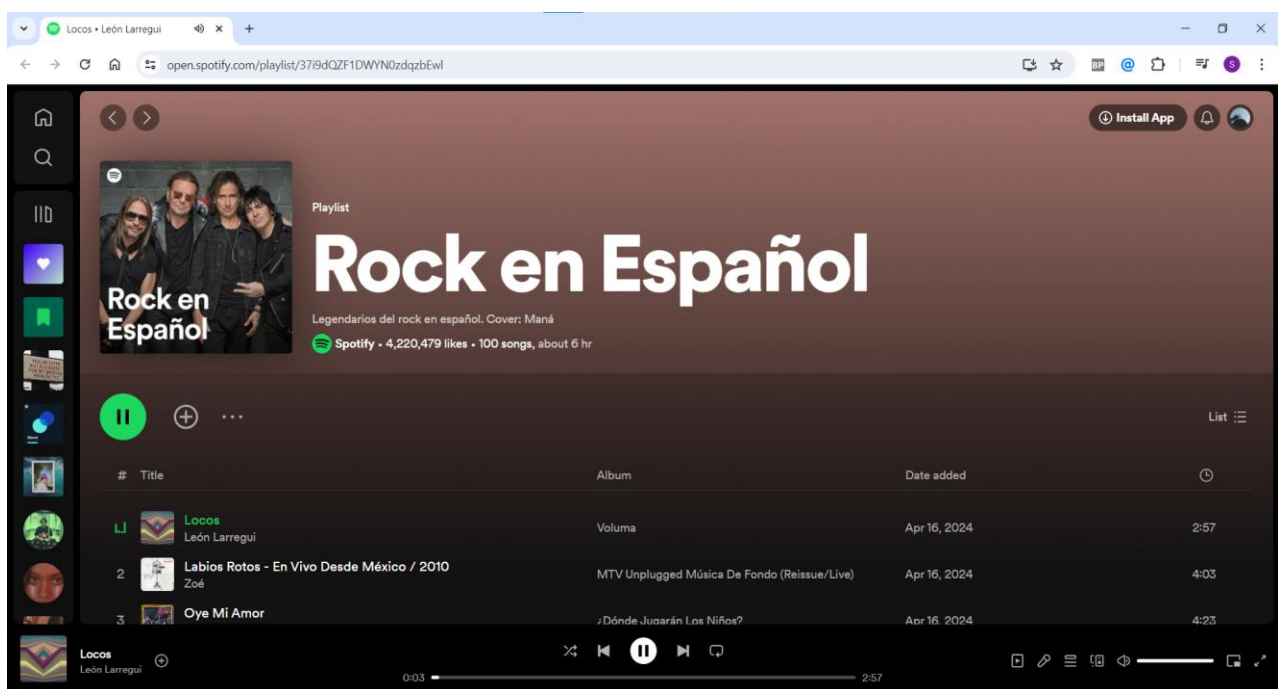 Locos • León Larregui
open.spotify.com/playlist/37i9dQZF1DWYN0zdqzbEwl
BP
@
S
Install App
Rock en
Español
Playlist
Rock en Español
Legendarios del rock en español. Cover: Maná
Spotify • 4,220,479 likes • 100 songs, about 6 hr
List
# Title Album Date added
Locos
León Larregui
Voluma Apr 16, 2024 2:57
2 Labios Rotos - En Vivo Desde México / 2010
Zoé
MTV Unplugged Música De Fondo (Reissue/Live) Apr 16, 2024 4:03
3 Oye Mi Amor
¿Dónde Jugarán Los Niños? Apr 16, 2024 4:23
Locos
León Larregui
0:03 2:57